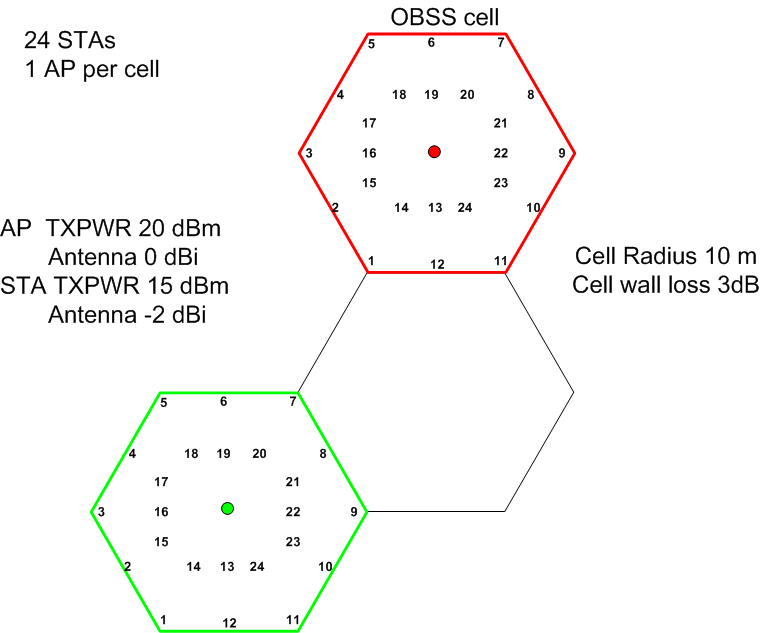 OBSS cell
24 STAs
1 AP per cell
5 6 7
4 18 19 20 8
17 21
3 16 22 9
15 23
2 14 13 24 10
1 12 11
AP TXPWR 20 dBm
Antenna 0 dBi
STA TXPWR 15 dBm
Antenna -2 dBi
Cell Radius 10 m
Cell wall loss 3dB
5 6 7
4 18 19 20 8
17 21
3 16 22 9
15 23
2 14 13 24 10
1 12 11